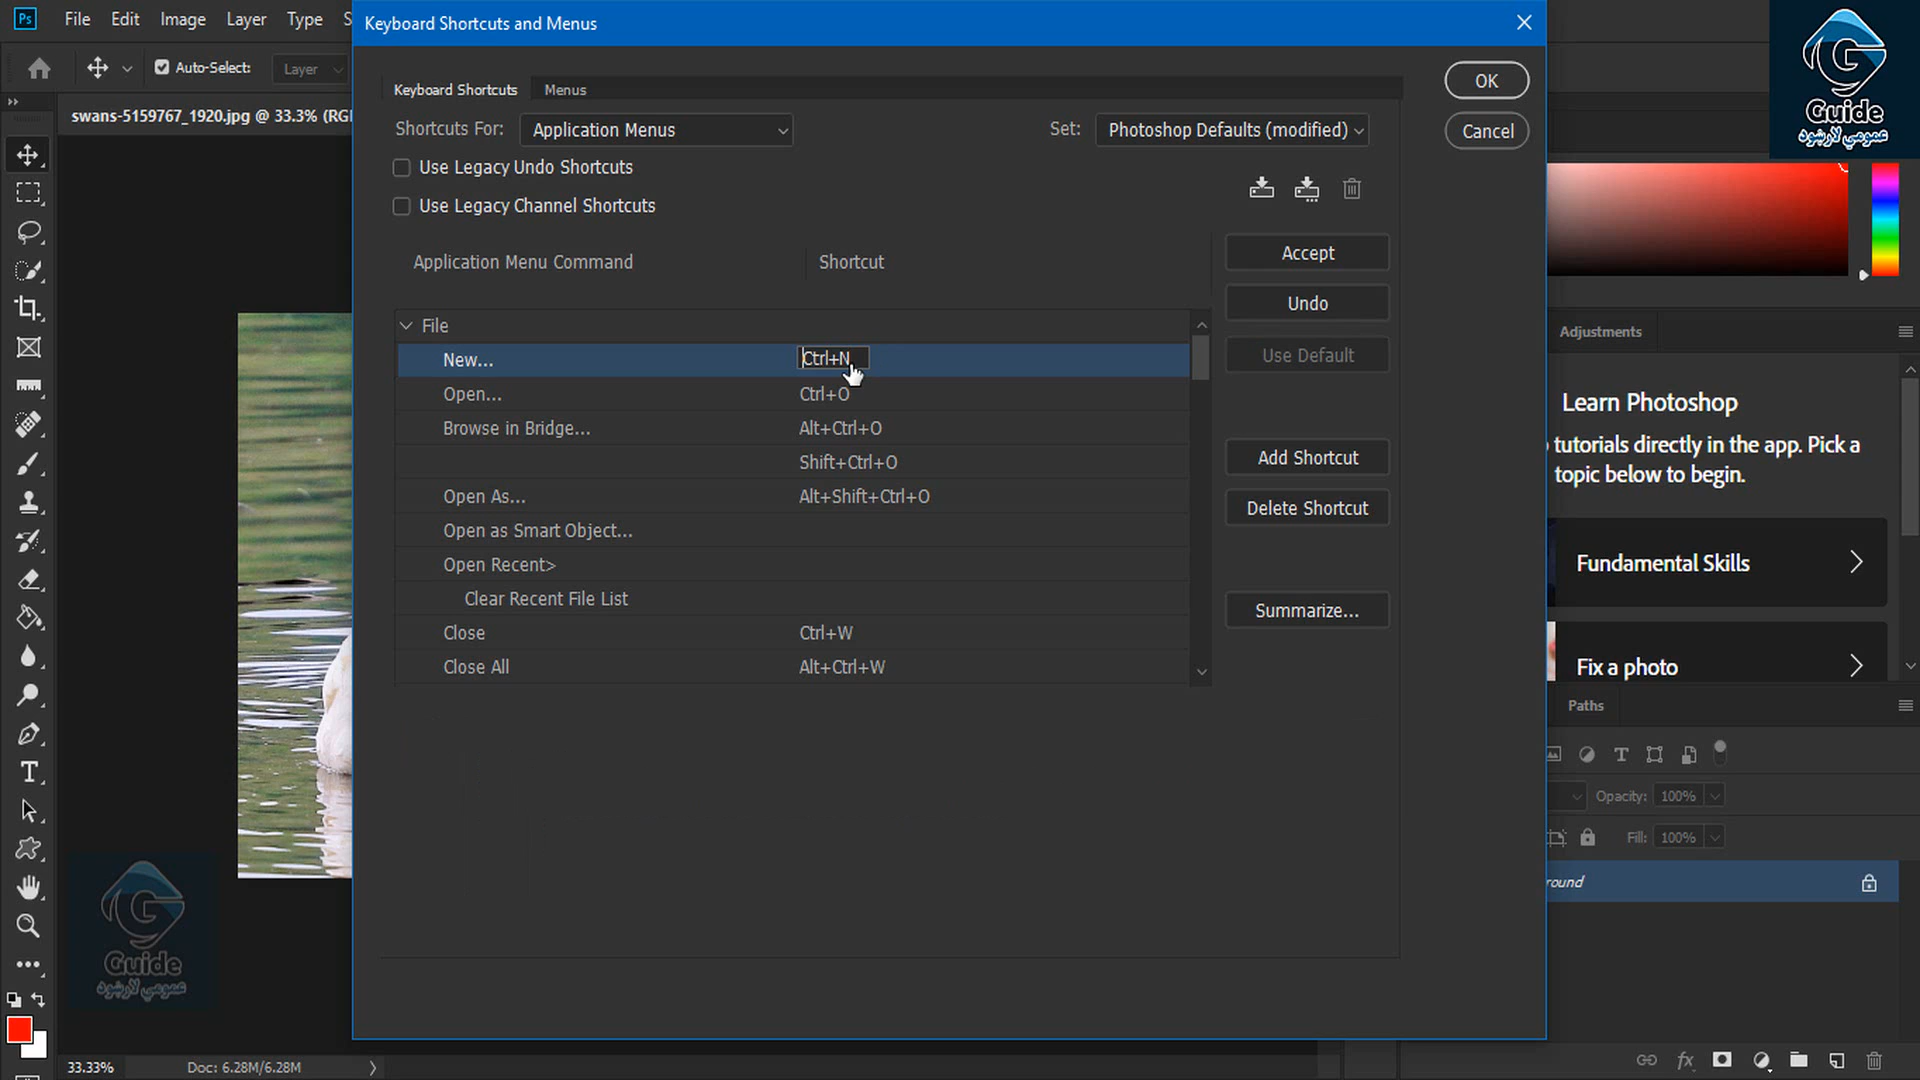 Ps File Edit Image Layer Type S
Keyboard Shortcuts and Menus
Auto-Select: Layer
swans-5159767_1920.jpg @ 33.3% (RG
Keyboard Shortcuts Menus
OK
Cancel
Shortcuts For: Application Menus Set: Photoshop Defaults (modified)
Use Legacy Undo Shortcuts
Use Legacy Channel Shortcuts
Application Menu Command Shortcut
File
New... Ctrl+N
Open... Ctrl+O
Browse in Bridge... Alt+Ctrl+O
Shift+Ctrl+O
Open As... Alt+Shift+Ctrl+O
Open as Smart Object...
Open Recent>
Clear Recent File List
Close Ctrl+W
Close All Alt+Ctrl+W
Accept
Undo
Use Default
Add Shortcut
Delete Shortcut
Summarize...
Guide
عمومي لارښود
Adjustments
Learn Photoshop
tutorials directly in the app. Pick a
topic below to begin.
Fundamental Skills
Fix a photo
Paths
Opacity: 100%
Fill: 100%
round
Guide
عمومي لارښود
33.33% Doc: 6.28M/6.28M
fx